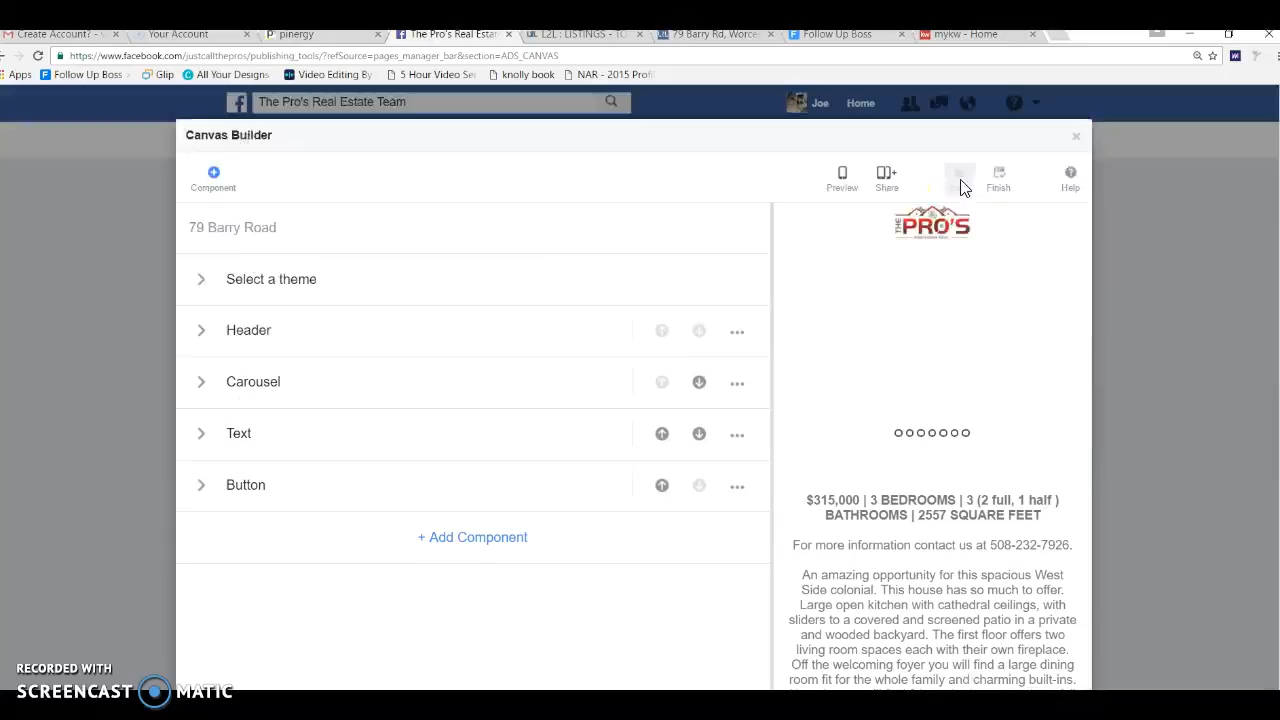 Create Account? - ( Your Account pinergy The Pro's Real Estat L2L : LISTINGS - TC 79 Barry Rd, Worces Follow Up Boss mykw - Home
https://www.facebook.com/justcallthepros/publishing_tools/?refSource=pages_manager_bar&section=ADS_CANVAS
Apps Follow Up Boss Glip All Your Designs Video Editing By 5 Hour Video Se knolly book NAR - 2015 Profi
The Pro's Real Estate Team Joe Home
Canvas Builder
Component Preview Share Finish Help
79 Barry Road
THE PRO'S
Select a theme
Header
Carousel
Text
Button
+ Add Component
$315,000 | 3 BEDROOMS | 3 (2 full, 1 half )
BATHROOMS | 2557 SQUARE FEET
For more information contact us at 508-232-7926.
An amazing opportunity for this spacious West
Side colonial. This house has so much to offer.
Large open kitchen with cathedral ceilings, with
sliders to a covered and screened patio in a private
and wooded backyard. The first floor offers two
living room spaces each with their own fireplace.
Off the welcoming foyer you will find a large dining
room fit for the whole family and charming built-ins.
RECORDED WITH
SCREENCAST MATIC